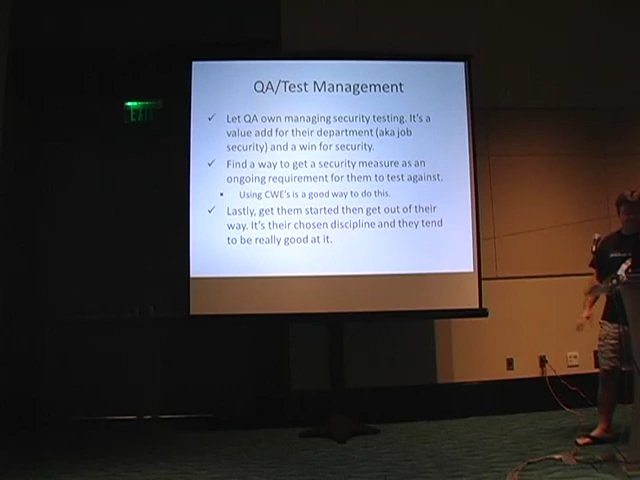 EXIT
QA/Test Management
✓ Let QA own managing security testing. It's a
value add for their department (aka job
security) and a win for security.
✓ Find a way to get a security measure as an
ongoing requirement for them to test against.
▪ Using CWE's is a good way to do this.
✓ Lastly, get them started then get out of their
way. It's their chosen discipline and they tend
to be really good at it.